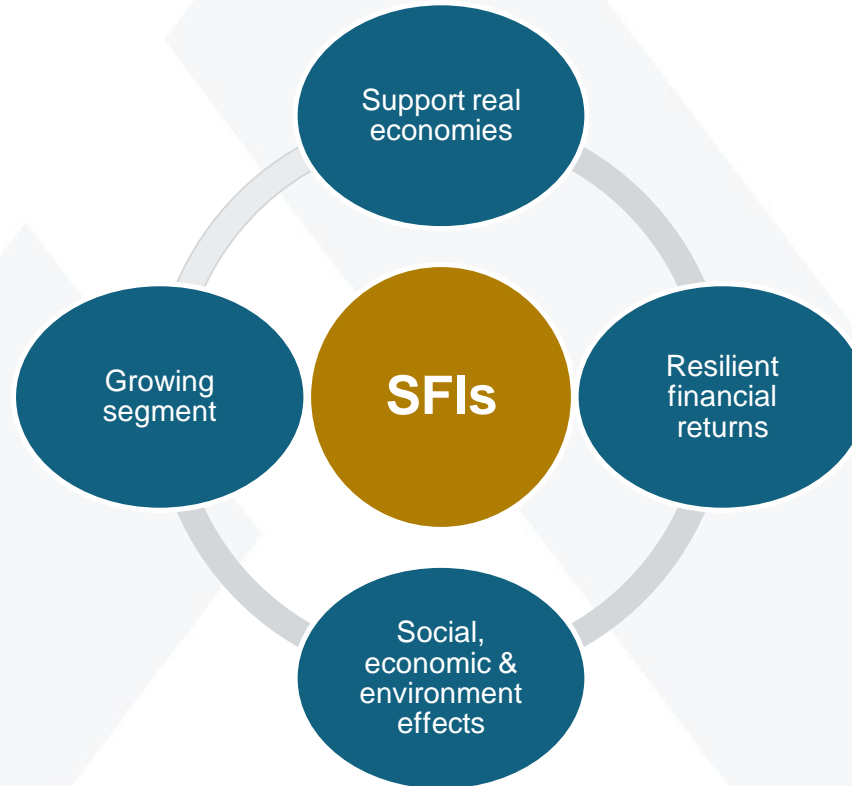 Support real
economies
Growing
segment
SFIs
Resilient
financial
returns
Social,
economic &
environment
effects